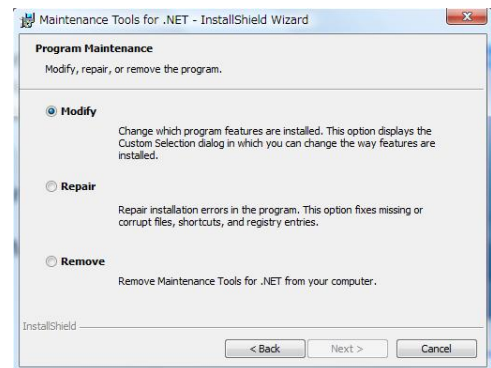 Maintenance Tools for .NET - InstallShield Wizard
Program Maintenance
Modify, repair, or remove the program.
Modify
Change which program features are installed. This option displays the
Custom Selection dialog in which you can change the way features are
installed.
Repair
Repair installation errors in the program. This option fixes missing or
corrupt files, shortcuts, and registry entries.
Remove
Remove Maintenance Tools for .NET from your computer.
InstallShield
< Back Next > Cancel